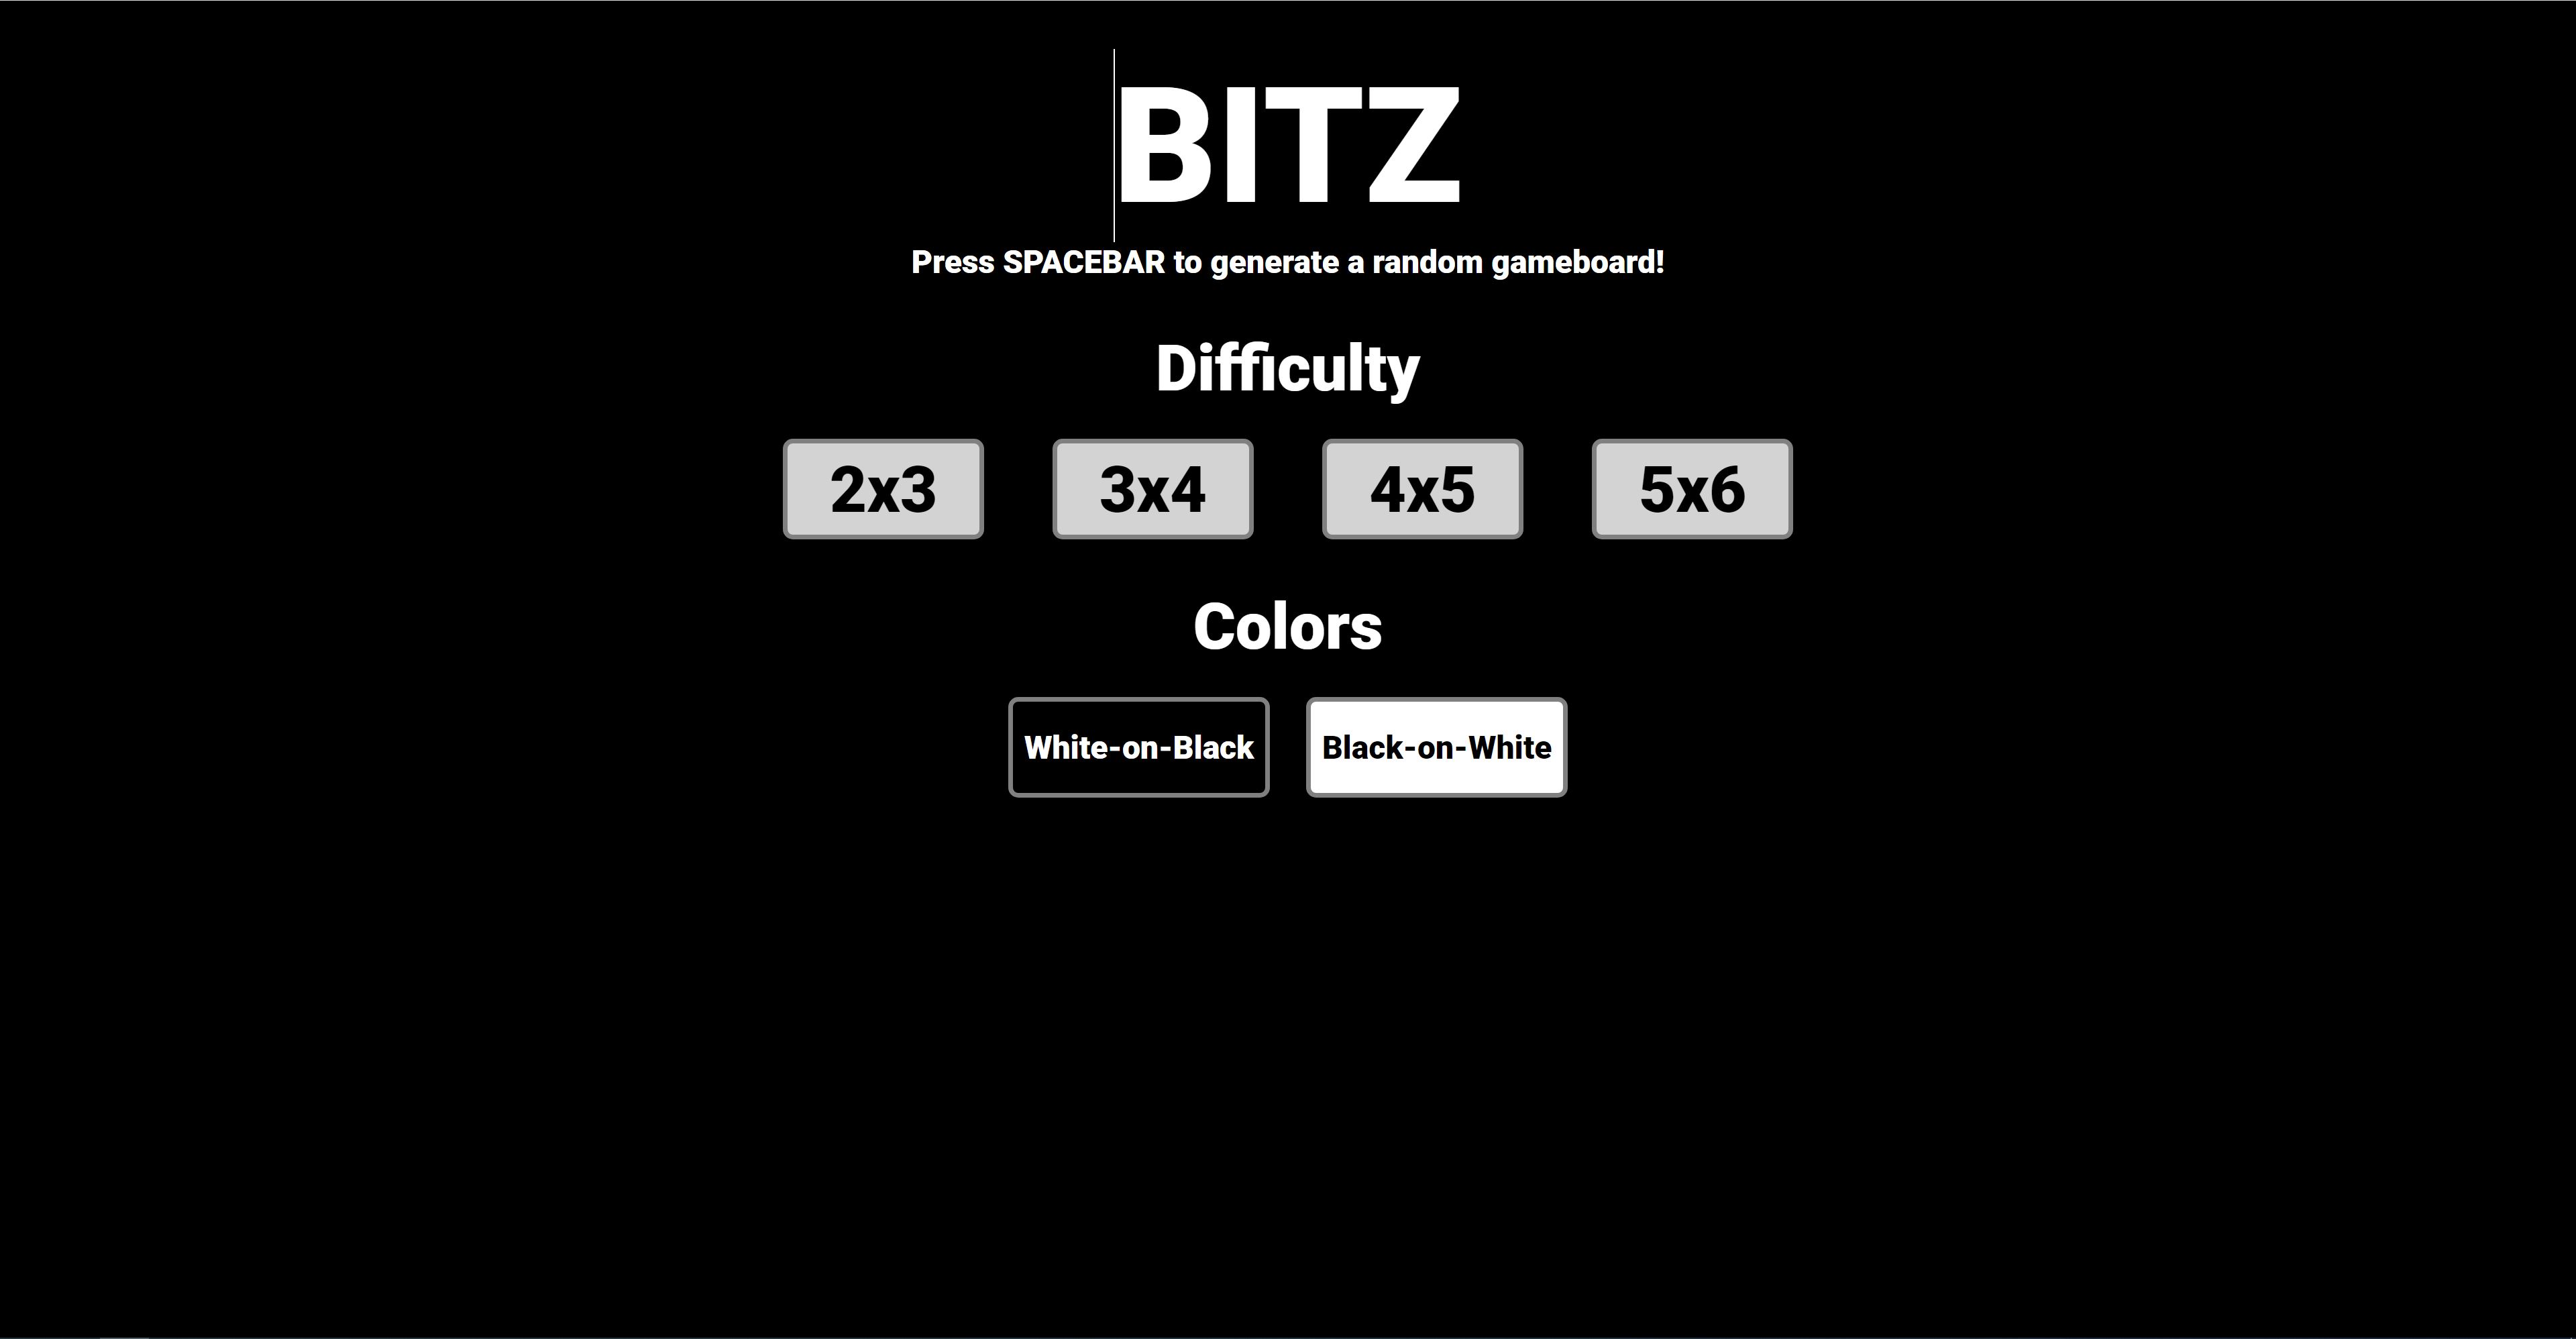 BITZ
Press SPACEBAR to generate a random gameboard!
Difficulty
2x3 3x4 4x5 5x6
Colors
White-on-Black Black-on-White